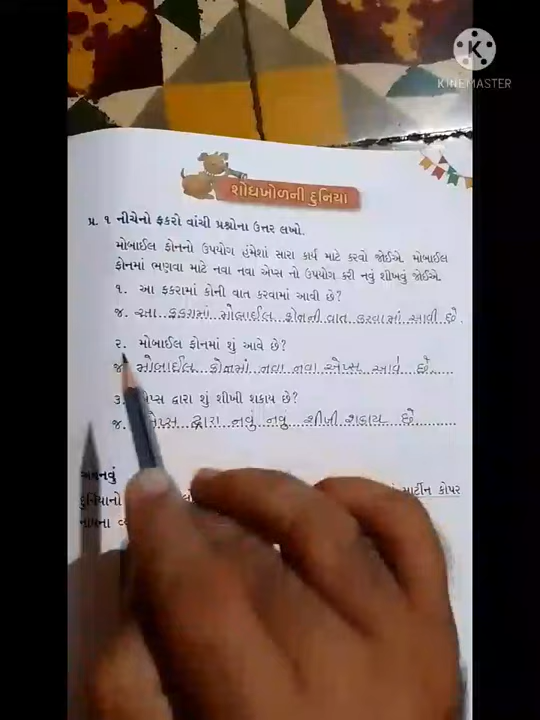 KINEMASTER
શોધખોળની દુનિયા
પ્ર. ૧ નીચેનો ફકરો વાંચી પ્રશ્નોના ઉત્તર લખો.
મોબાઈલ ફોનનો ઉપયોગ હંમેશાં સારા કાર્ય માટે કરવો જોઈએ. મોબાઈલ
ફોનમાં ભણવા માટે નવા નવા એપ્સ નો ઉપયોગ કરી નવું શીખવું જોઈએ.
૧. આ ફકરામાં કોની વાત કરવામાં આવી છે?
જ. આ ફકરામાં મોબાઈલ ફોનની વાત કરવામાં આવી છે.
૨. મોબાઈલ ફોનમાં શું આવે છે?
જ મોબાઈલ ફોનમાં નવા નવા એપ્સ આવે છે.
૩. એપ્સ દ્વારા શું શીખી શકાય છે?
જ. એપ્સ દ્વારા નવું નવુ શીખી શકાય છે
દુનિયાનો માર્ટીન કોપર
નામના